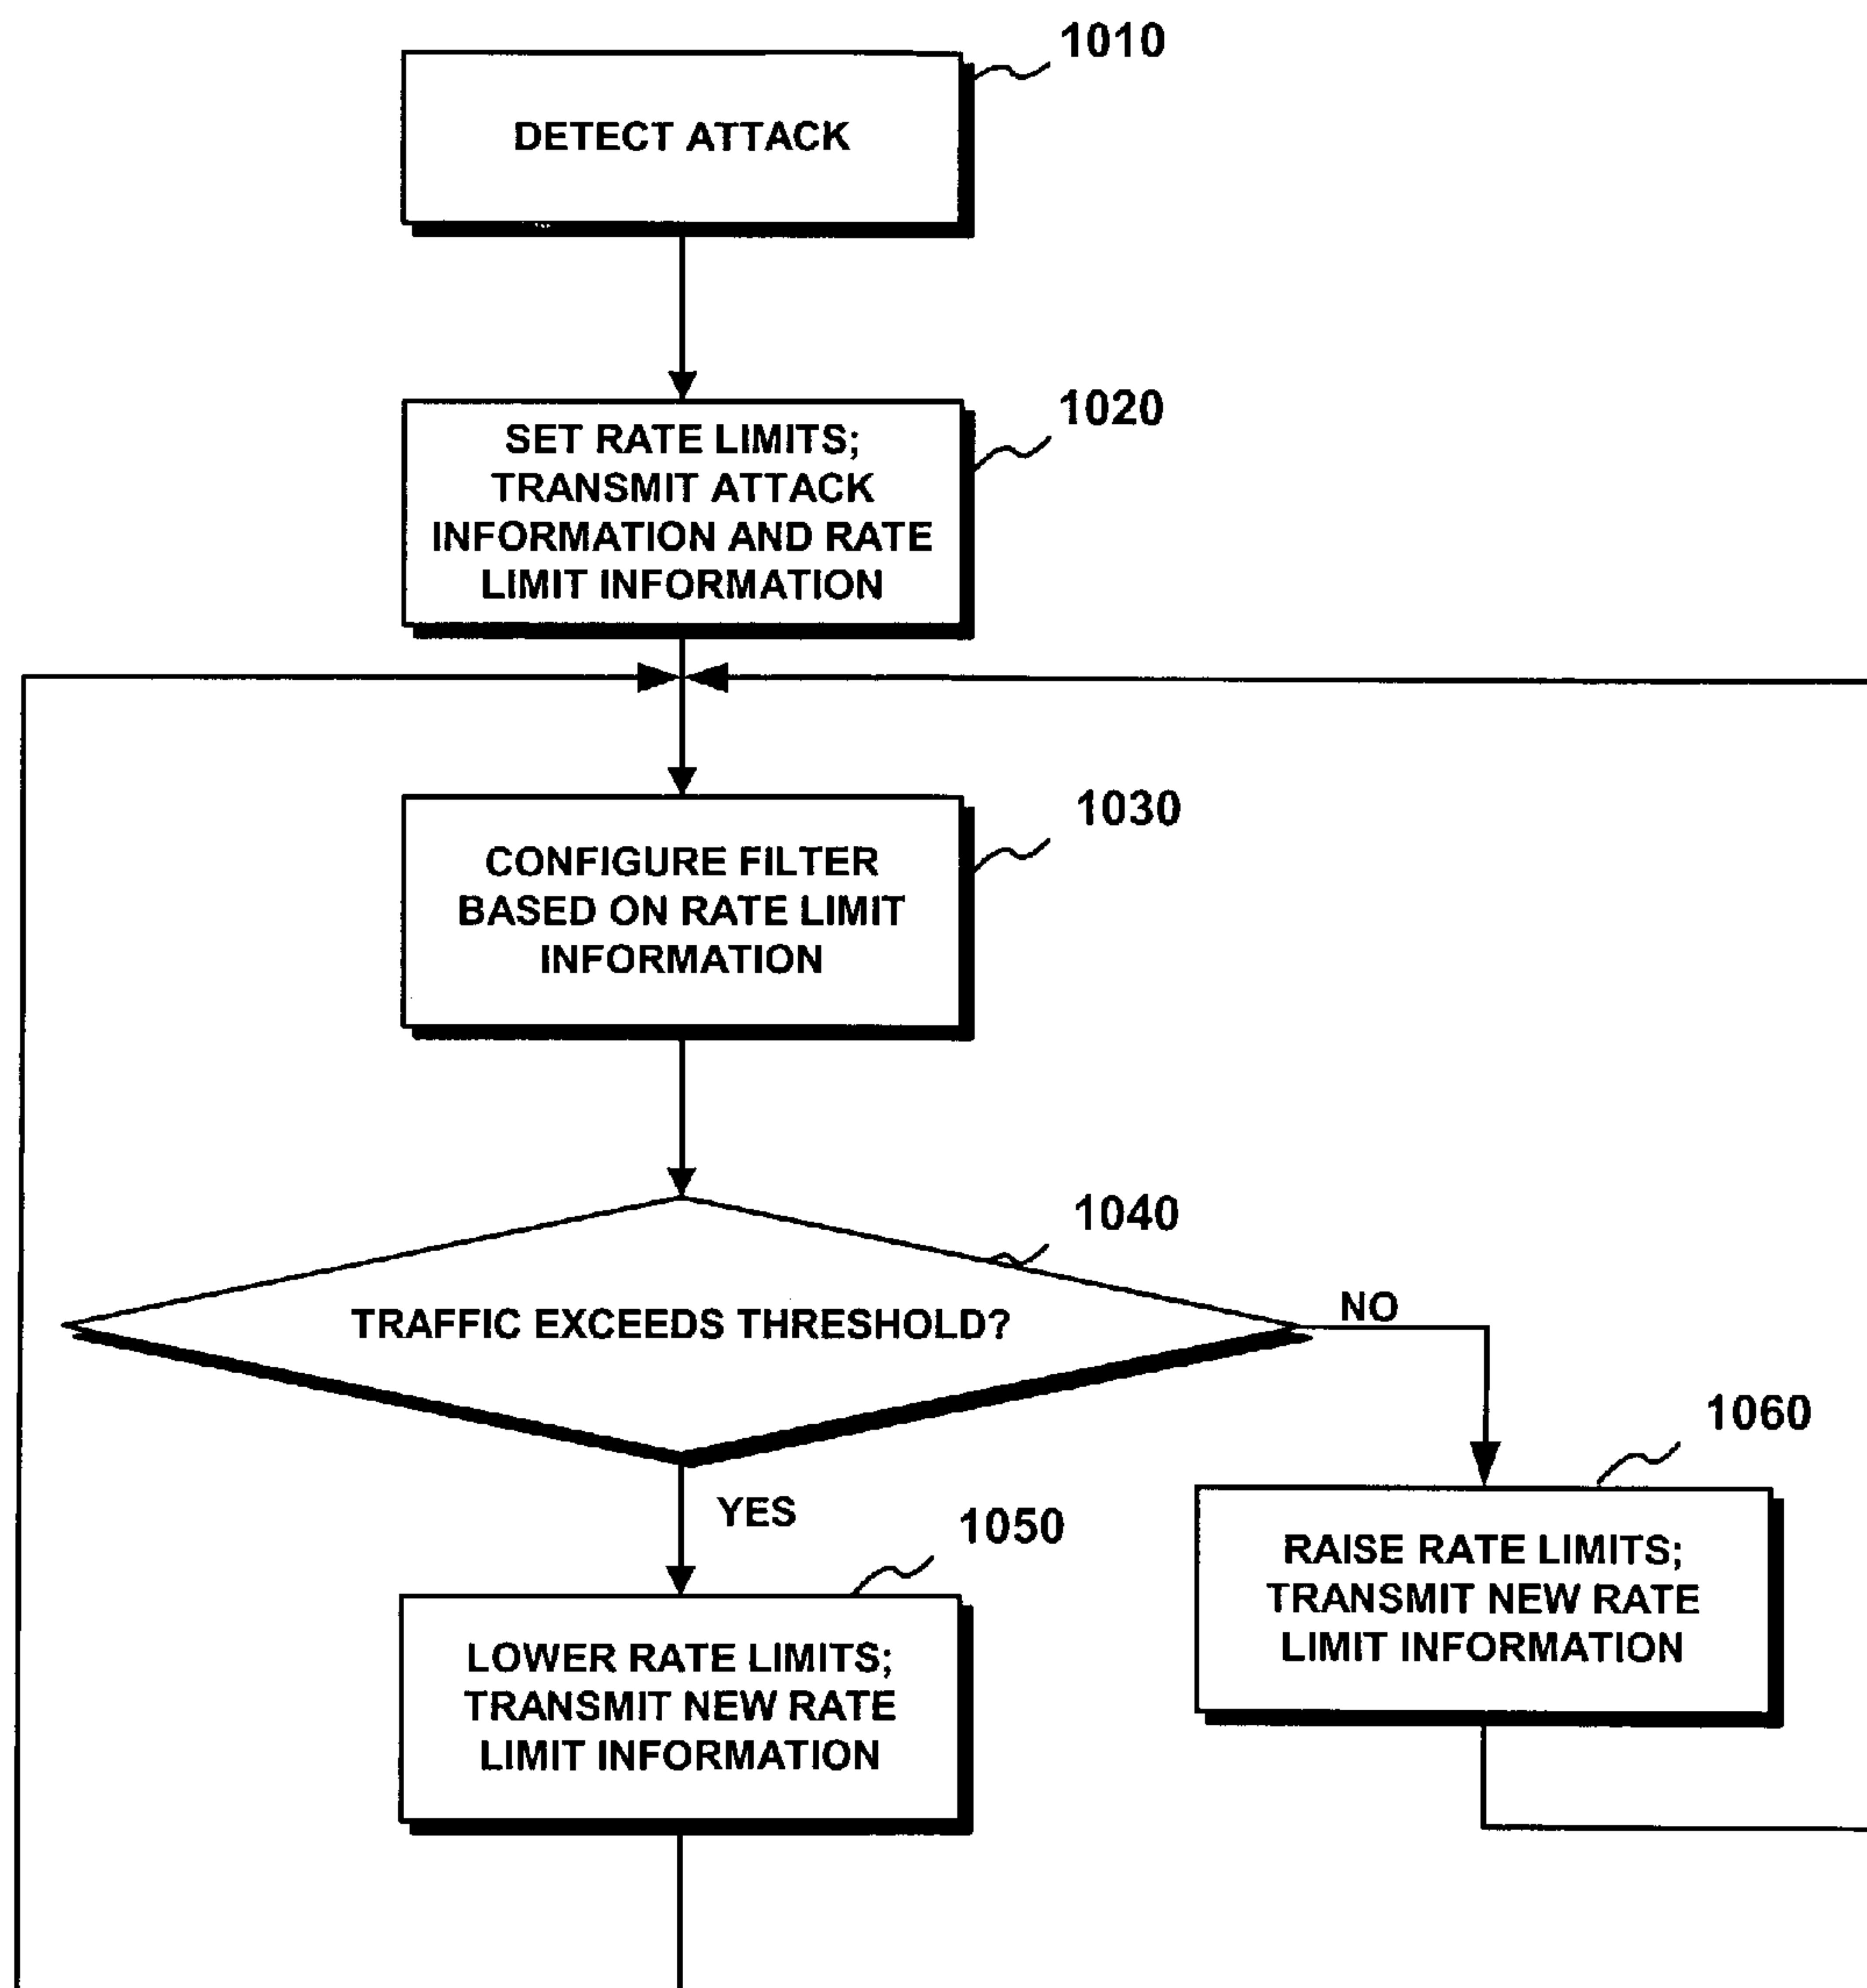 1010
DETECT ATTACK
1020
SET RATE LIMITS;
TRANSMIT ATTACK
INFORMATION AND RATE
LIMIT INFORMATION
1030
CONFIGURE FILTER
BASED ON RATE LIMIT
INFORMATION
1040
TRAFFIC EXCEEDS THRESHOLD?
NO
YES
1050
LOWER RATE LIMITS;
TRANSMIT NEW RATE
LIMIT INFORMATION
1060
RAISE RATE LIMITS;
TRANSMIT NEW RATE
LIMIT INFORMATION